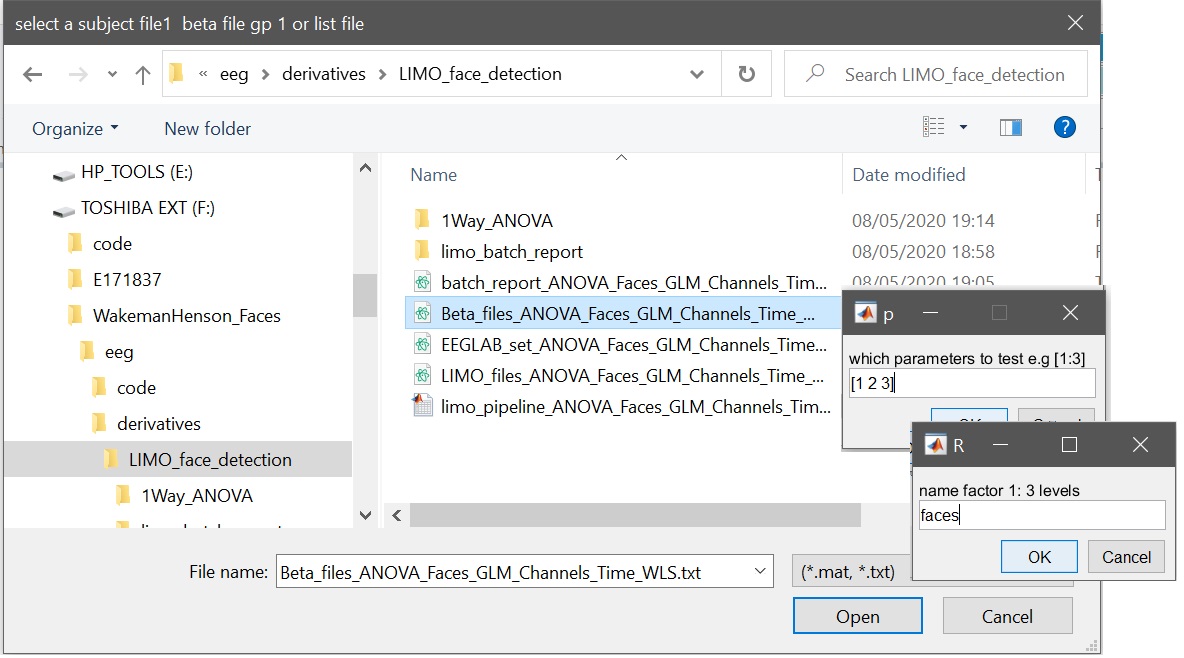 select a subject file1 beta file gp 1 or list file
« eeg > derivatives > LIMO_face_detection
Search LIMO_face_detection
Organize
New folder
HP_TOOLS (E:)
TOSHIBA EXT (F:)
code
E171837
WakemanHenson_Faces
eeg
code
derivatives
LIMO_face_detection
1Way_ANOVA
Name
Date modified
1Way_ANOVA
08/05/2020 19:14
limo_batch_report
08/05/2020 18:58
batch_report_ANOVA_Faces_GLM_Channels_Tim...
08/05/2020 19:05
Beta_files_ANOVA_Faces_GLM_Channels_Time_...
EEGLAB_set_ANOVA_Faces_GLM_Channels_Time...
LIMO_files_ANOVA_Faces_GLM_Channels_Time_...
limo_pipeline_ANOVA_Faces_GLM_Channels_Tim...
p
which parameters to test e.g [1:3]
[1 2 3]
R
name factor 1: 3 levels
faces
OK
Cancel
File name:
Beta_files_ANOVA_Faces_GLM_Channels_Time_WLS.txt
(*.mat, *.txt)
Open
Cancel